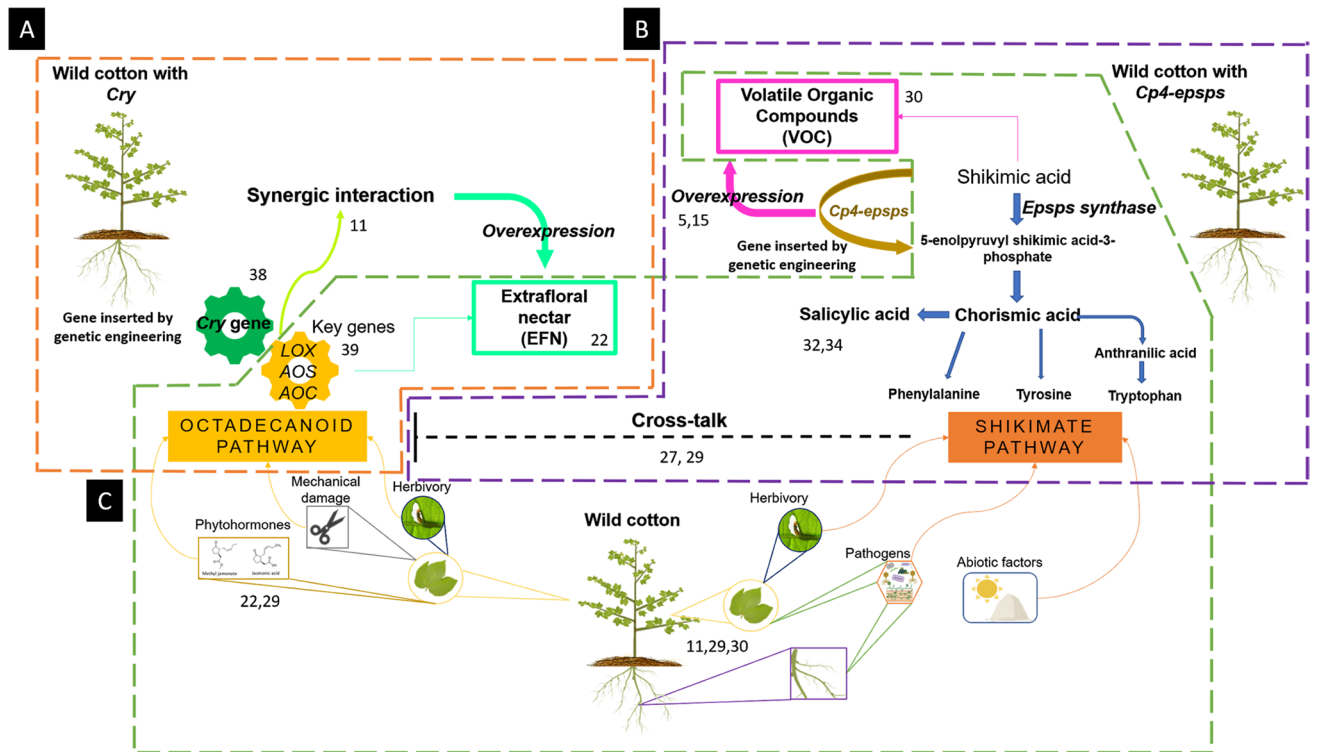 A
Wild cotton with
Cry
Synergic interaction
11
Overexpression
38
Gene inserted by
genetic engineering
Cry gene
Key genes
39
LOX
AOS
AOC
Extrafloral
nectar
(EFN)
22
OCTADECANOID
PATHWAY
B
Wild cotton with
Cp4-epsps
Volatile Organic
Compounds
(VOC)
30
Overexpression
5,15
Cp4-epsps
Gene inserted by
genetic engineering
Shikimic acid
Epsps synthase
5-enolpyruvyl shikimic acid-3-
phosphate
Salicylic acid
32,34
Chorismic acid
Anthranilic acid
Phenylalanine
Tyrosine
Tryptophan
SHIKIMATE
PATHWAY
Cross-talk
27, 29
C
Mechanical
damage
Herbivory
Phytohormones
Methyl jamonate
Isomonic acid
22,29
Wild cotton
Herbivory
Pathogens
Abiotic factors
11,29,30